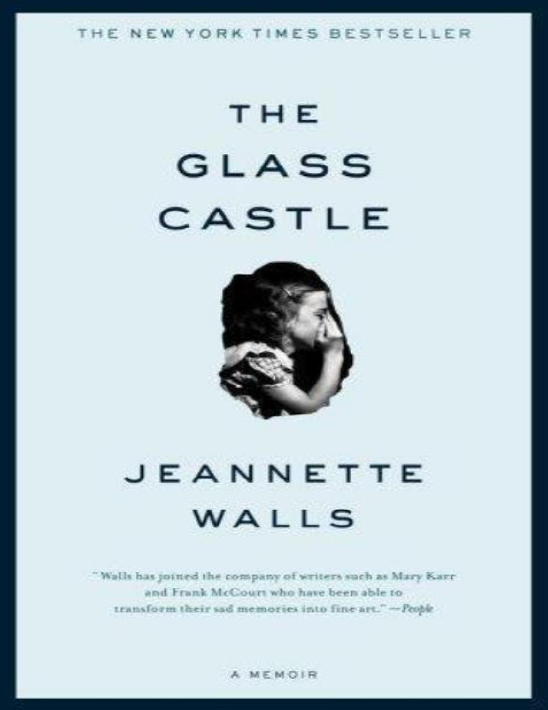 THE NEW YORK TIMES BESTSELLER
THE
GLASS
CASTLE
JEANNETTE
WALLS
"Walls has joined the company of writers such as Mary Karr
and Frank McCourt who have been able to
transform their sad memories into fine art." —People
A MEMOIR